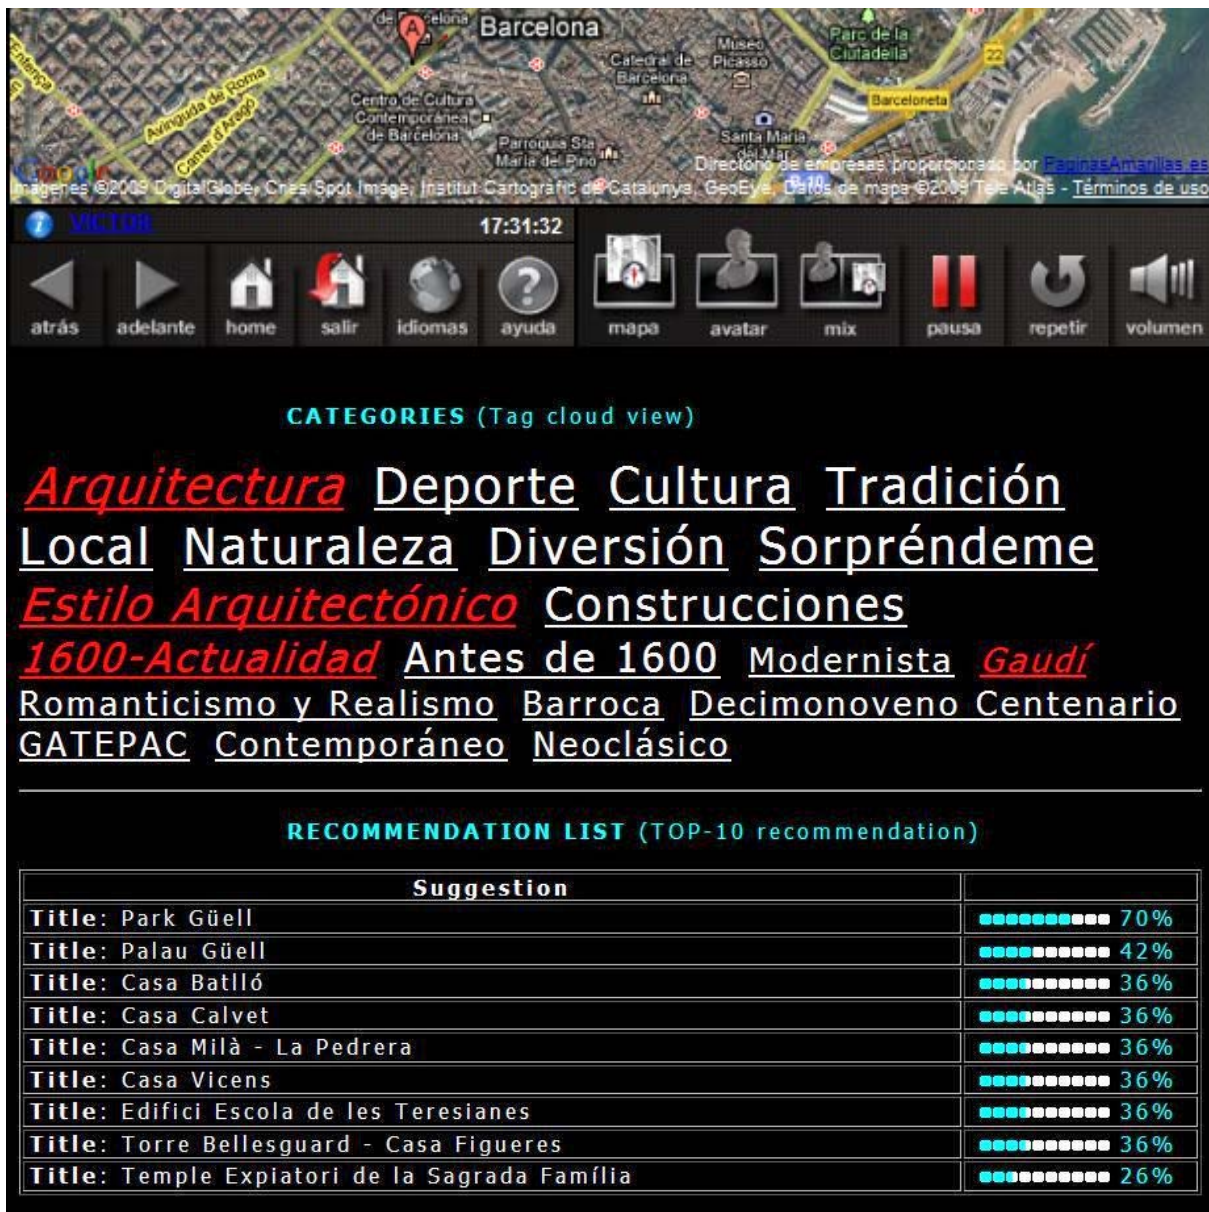 Barcelona
Parc de la
Ciutadella
Museo
Picasso
22
Catedral de
Barcelona
A
Entença
Avinguda de Roma
Carrer d'Aragó
Centro de Cultura
Contemporánea
de Barcelona
Barceloneta
Parroquia Sta
Maria del Pino
Santa Maria
del Mar
Directorio de empresas proporcionado por PaginasAmarillas.es
Google
Imágenes ©2009 DigitalGlobe, Cnes/Spot Image, Institut Cartogràfic de Catalunya, GeoEye, Datos de mapa ©2009 Tele Atlas - Términos de uso
VICTOR 17:31:32
atrás adelante home salir idiomas ayuda mapa avatar mix pausa repetir volumen
CATEGORIES (Tag cloud view)
Arquitectura Deporte Cultura Tradición
Local Naturaleza Diversión Sorpréndeme
Estilo Arquitectónico Construcciones
1600-Actualidad Antes de 1600 Modernista Gaudí
Romanticismo y Realismo Barroca Decimonoveno Centenario
GATEPAC Contemporáneo Neoclásico
RECOMMENDATION LIST (TOP-10 recommendation)
Suggestion
Title: Park Güell 70%
Title: Palau Güell 42%
Title: Casa Batlló 36%
Title: Casa Calvet 36%
Title: Casa Milà - La Pedrera 36%
Title: Casa Vicens 36%
Title: Edifici Escola de les Teresianes 36%
Title: Torre Bellesguard - Casa Figueres 36%
Title: Temple Expiatori de la Sagrada Família 26%